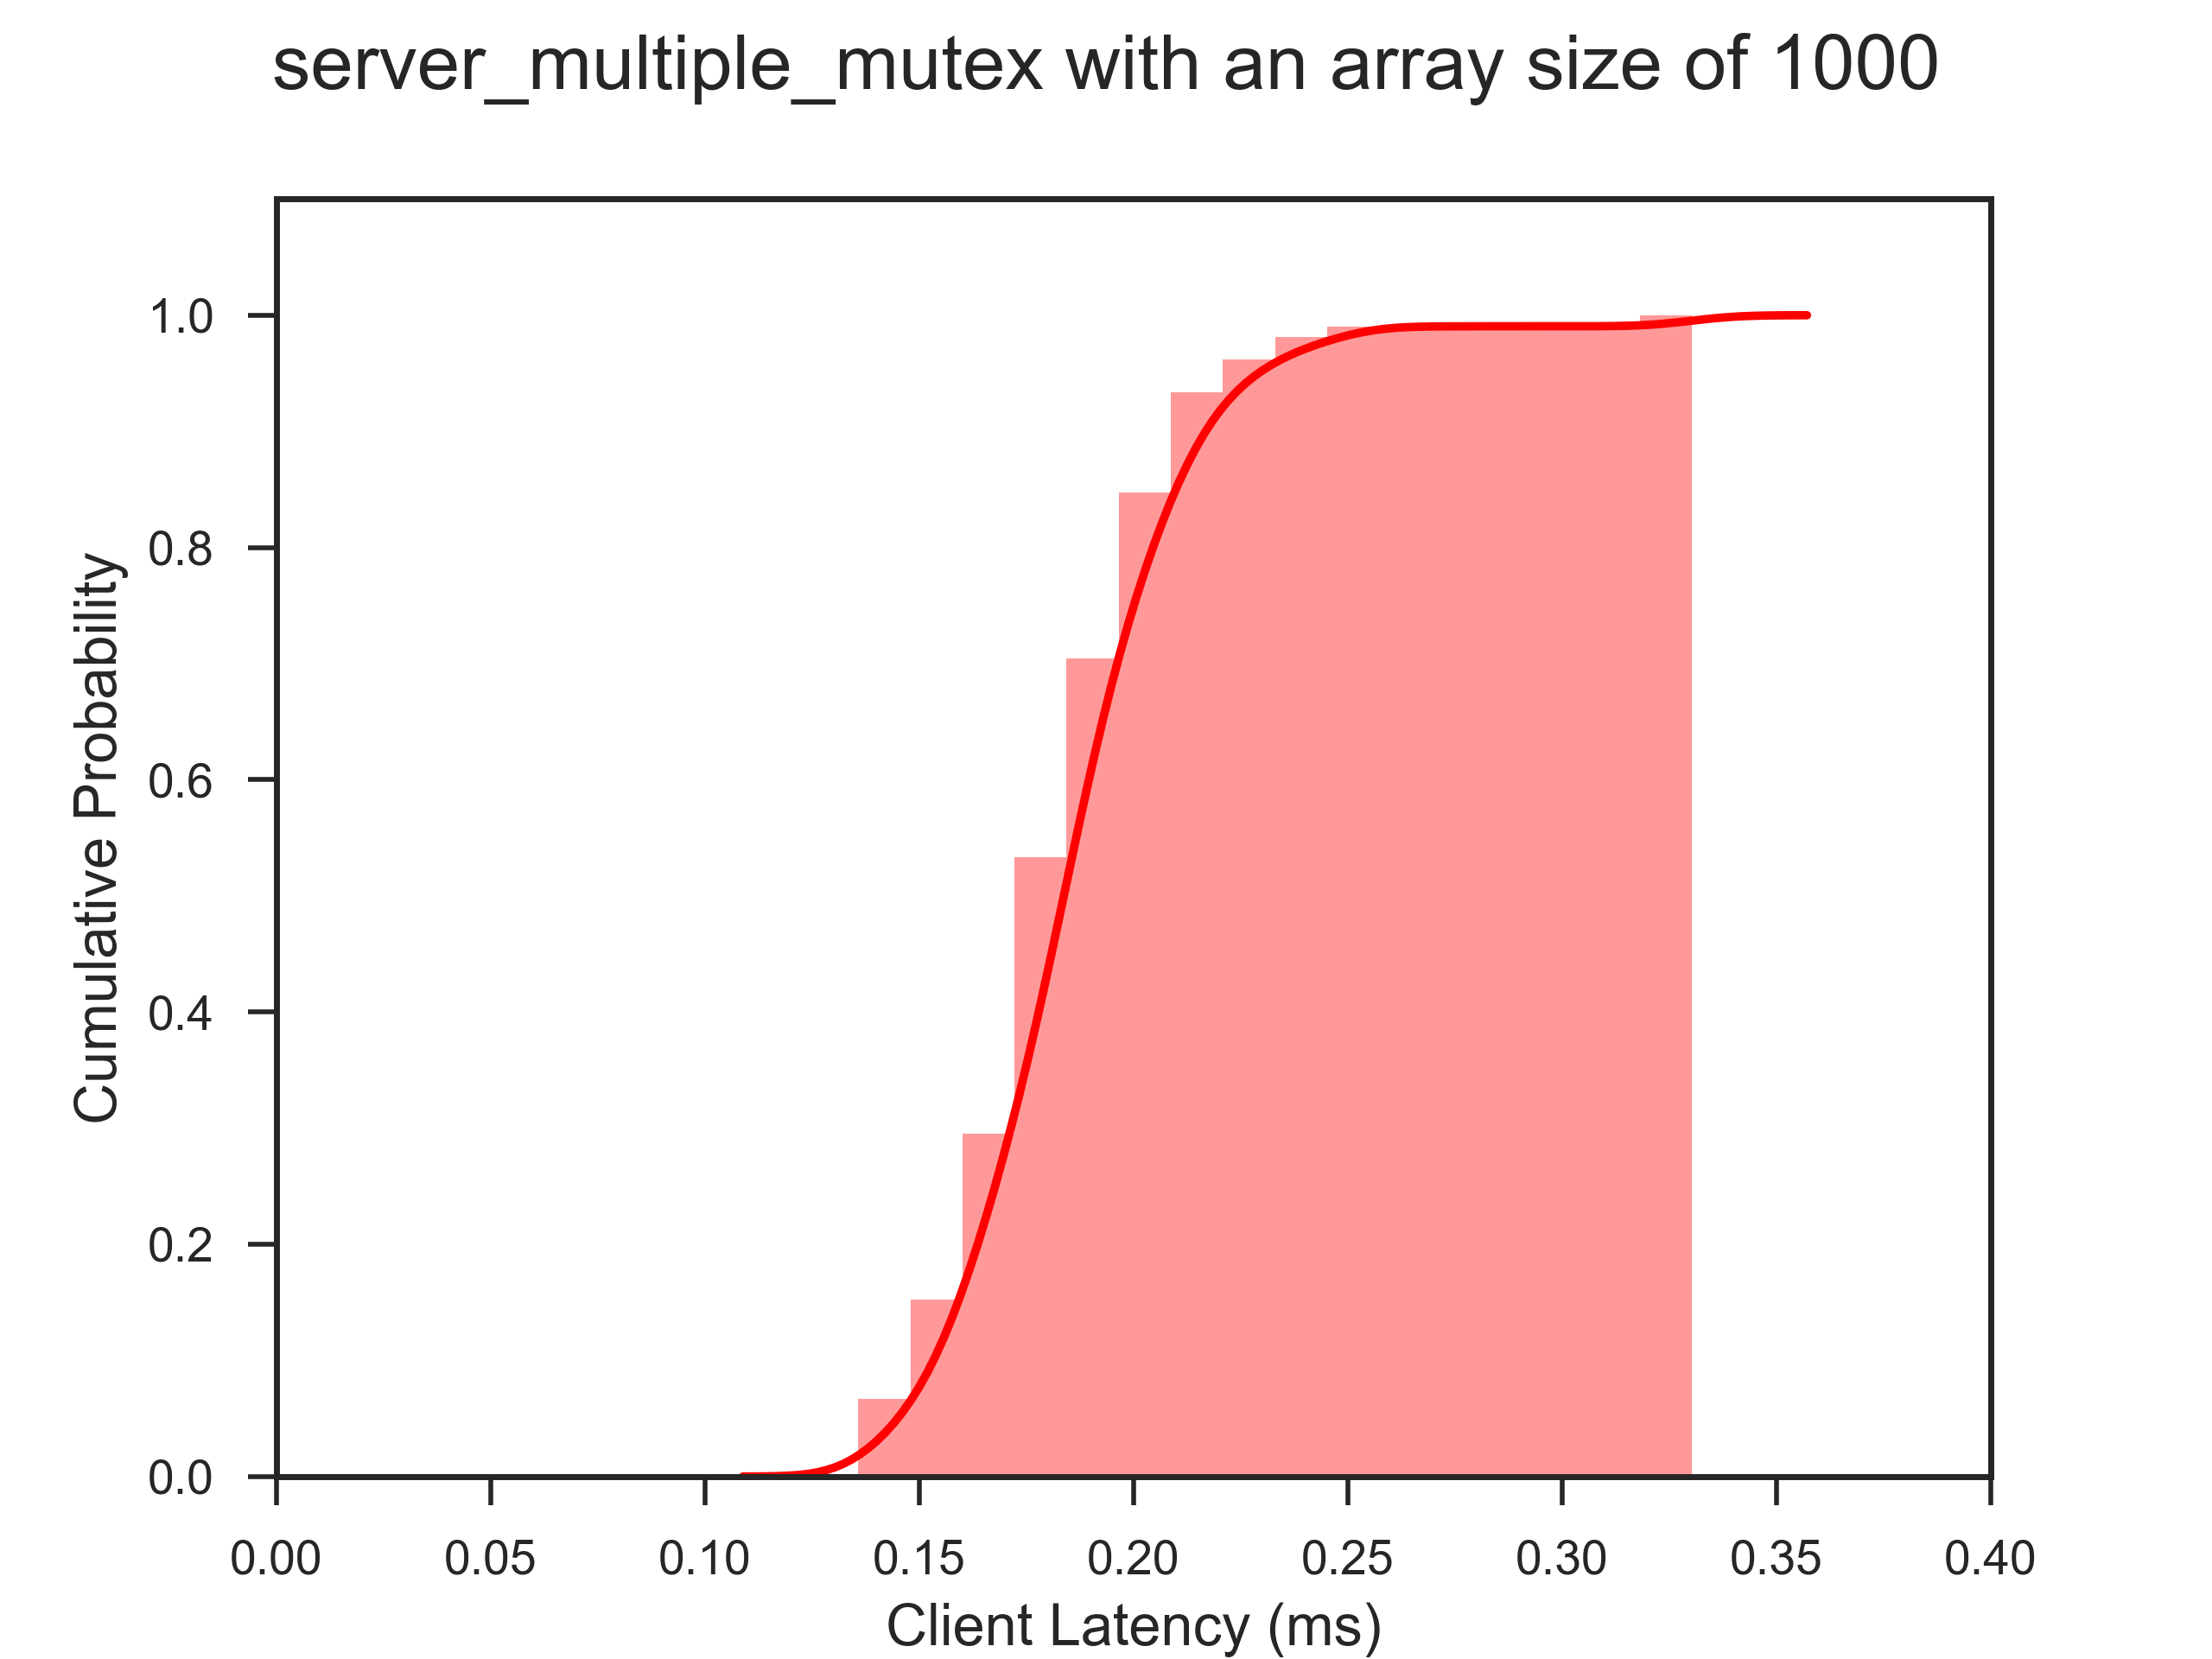 server_multiple_mutex with an array size of 1000
1.0
0.8
0.6
0.4
0.2
0.0
Cumulative Probability
0.00 0.05 0.10 0.15 0.20 0.25 0.30 0.35 0.40
Client Latency (ms)